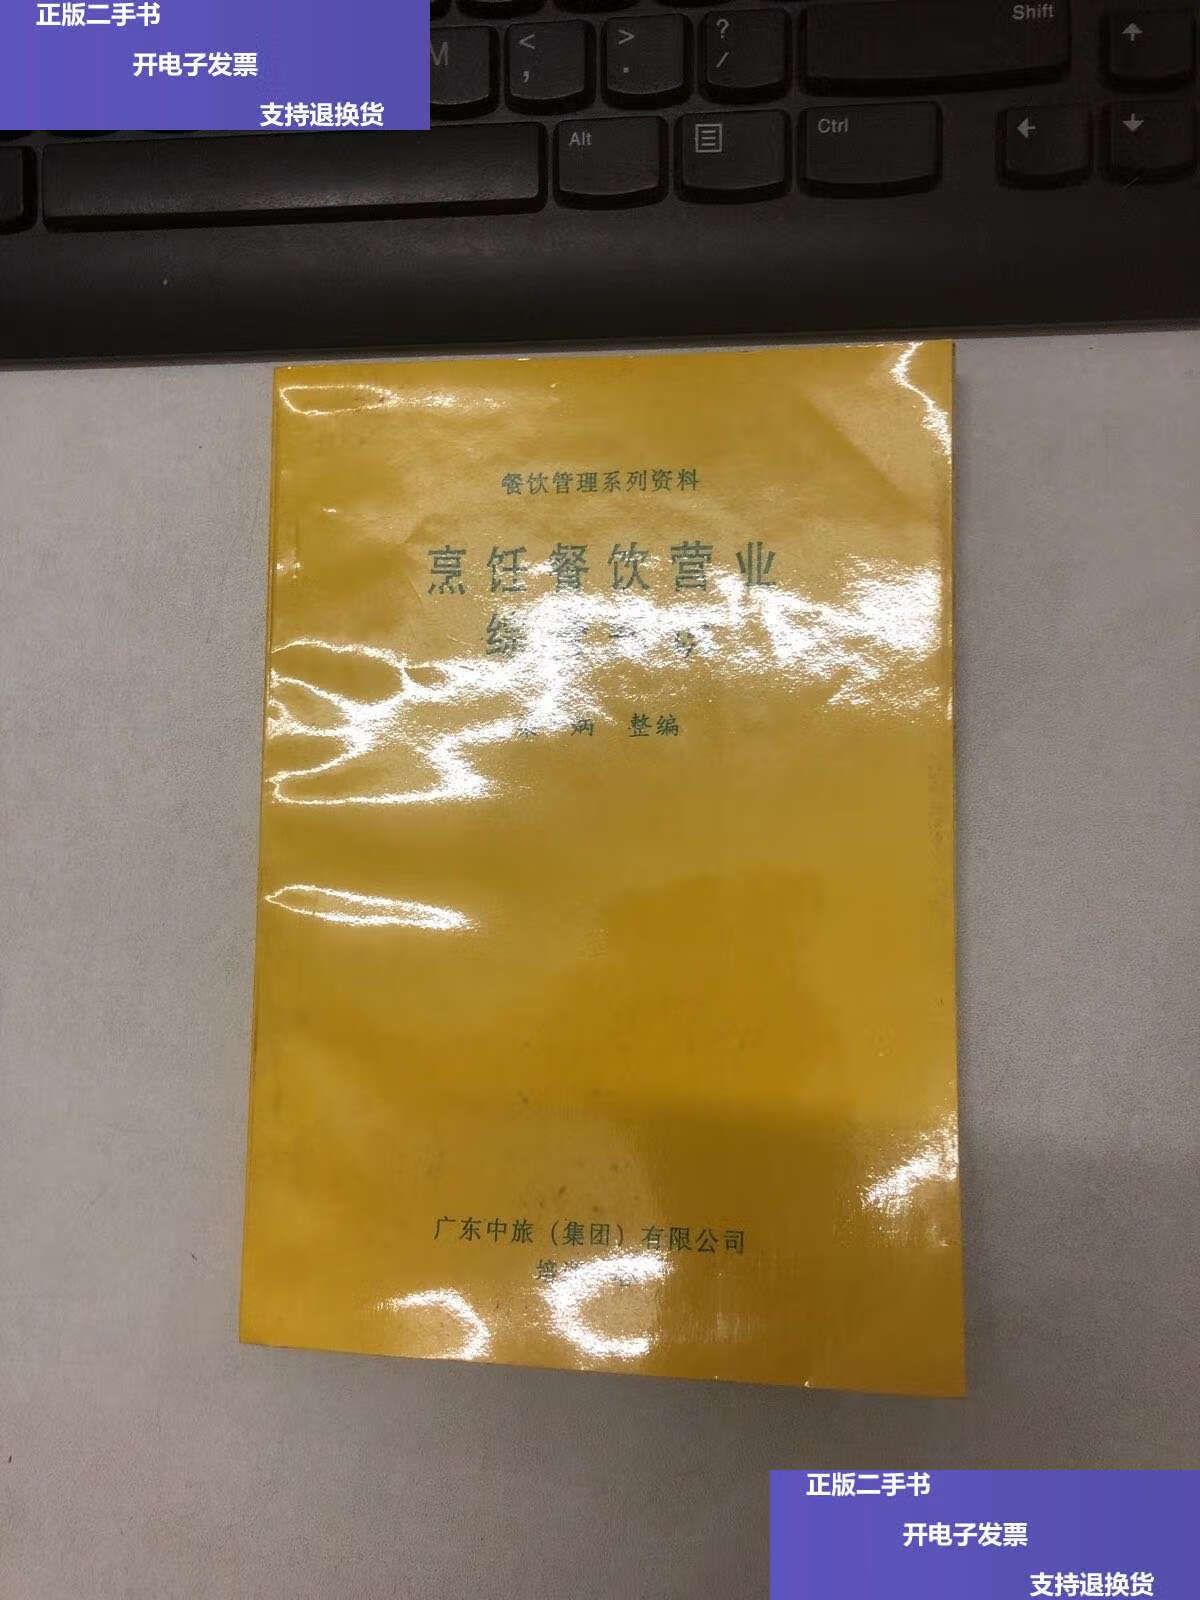 正版二手书
开电子发票
支持退换货
Shift
M
<
,
>
.
?
/
Alt
Ctrl
餐饮管理系列资料
烹饪餐饮营业
综
炳 整编
广东中旅（集团）有限公司
培
正版二手书
开电子发票
支持退换货